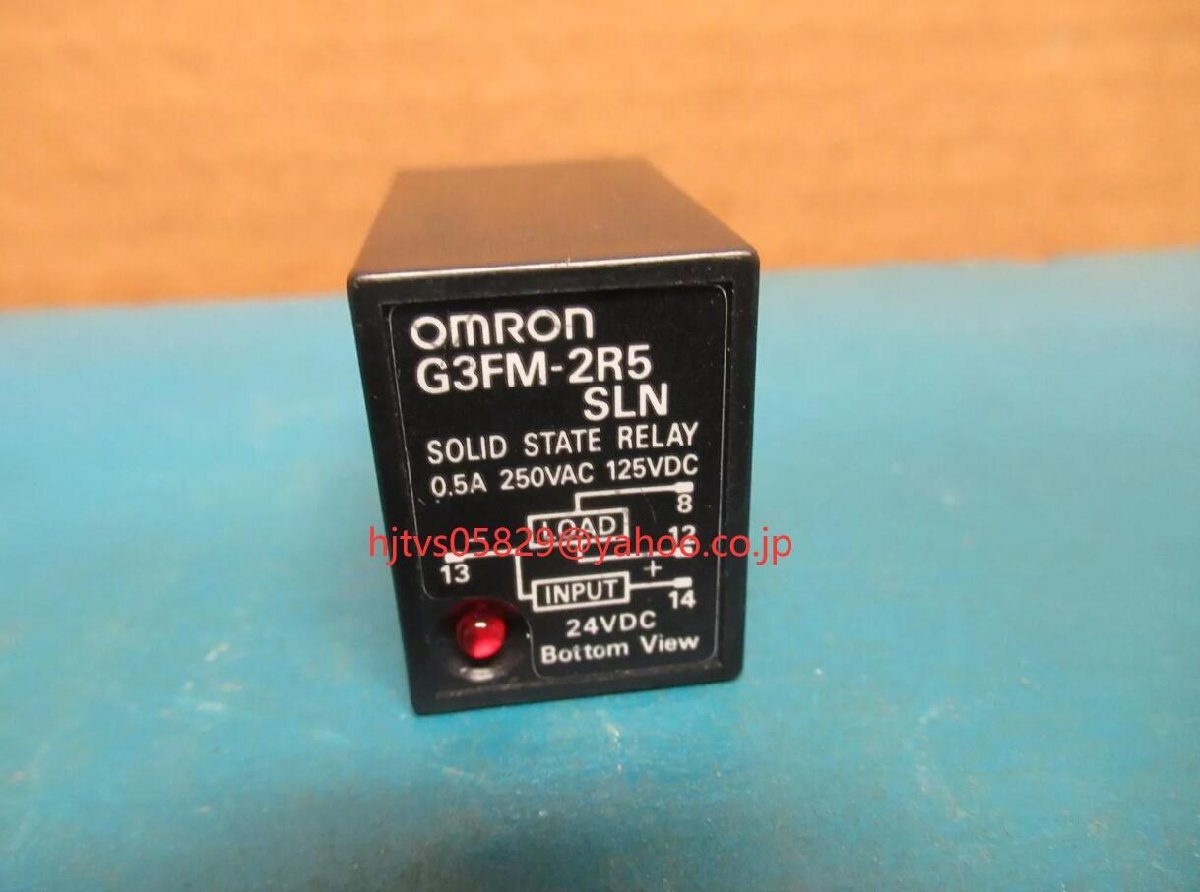 OMRON
G3FM-2R5
SLN
SOLID STATE RELAY
0.5A 250VAC 125VDC
8
LOAD
12
hjtvs05829@yahoo.co.jp
13
+
INPUT
14
24VDC
Bottom View